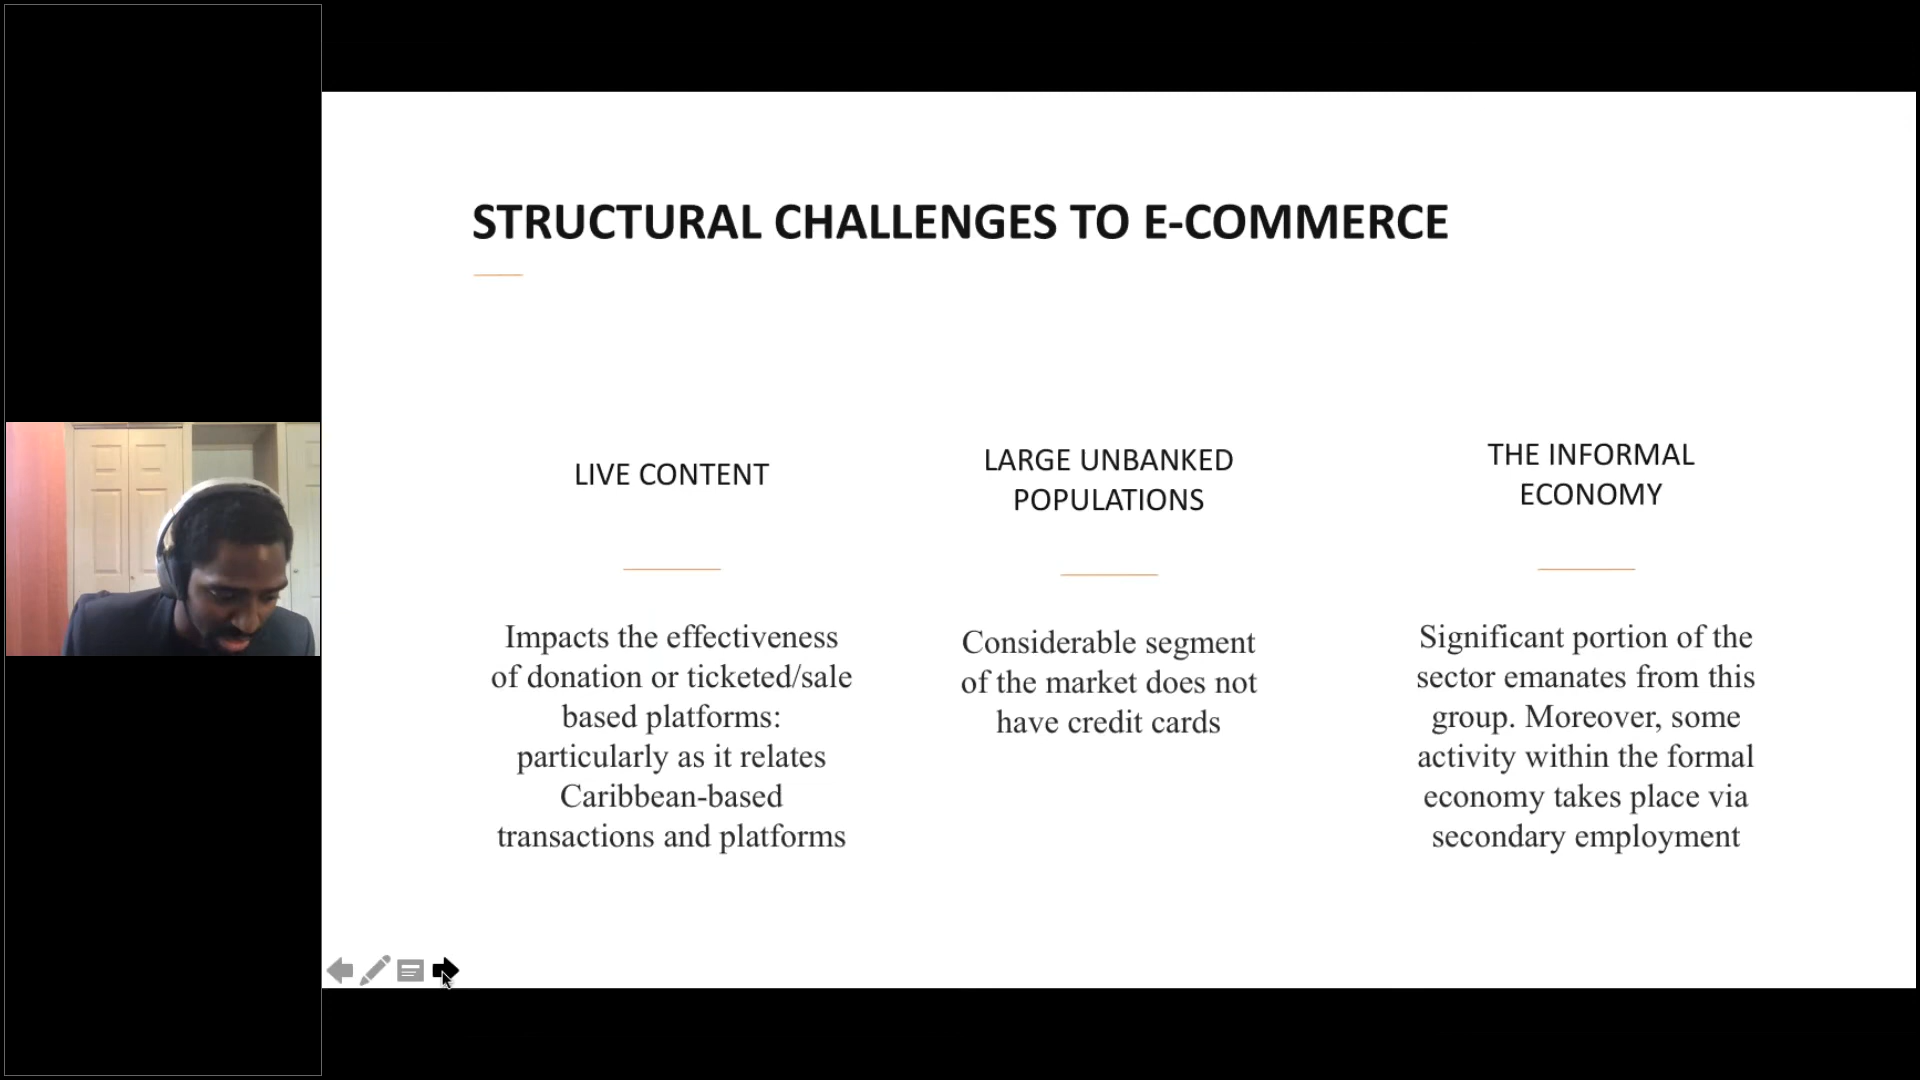 STRUCTURAL CHALLENGES TO E-COMMERCE
LIVE CONTENT
Impacts the effectiveness
of donation or ticketed/sale
based platforms:
particularly as it relates
Caribbean-based
transactions and platforms
LARGE UNBANKED
POPULATIONS
Considerable segment
of the market does not
have credit cards
THE INFORMAL
ECONOMY
Significant portion of the
sector emanates from this
group. Moreover, some
activity within the formal
economy takes place via
secondary employment